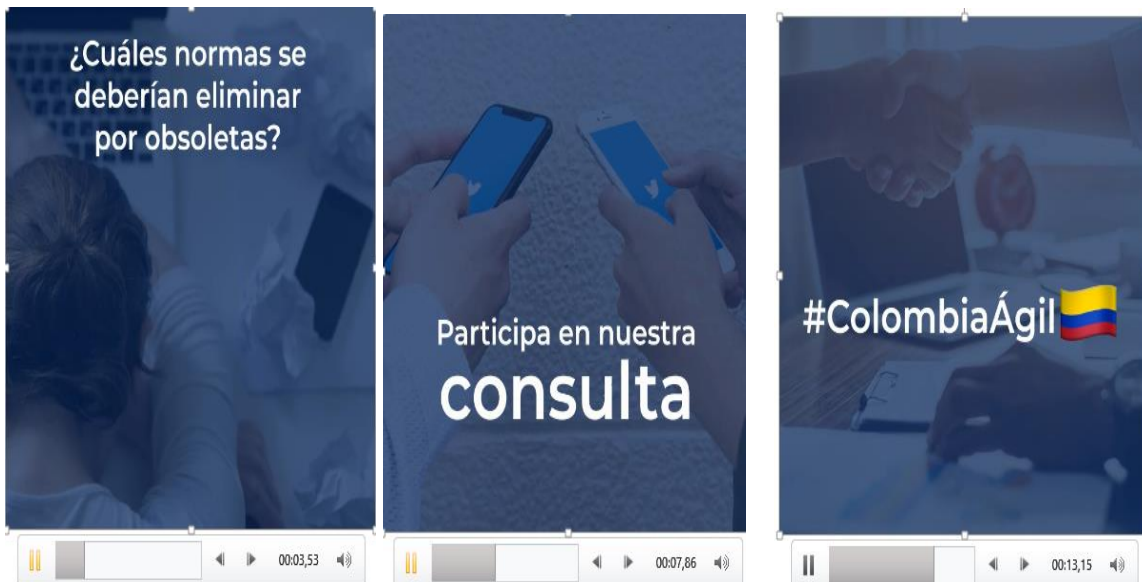 ¿Cuáles normas se
deberían eliminar
por obsoletas?
00:03,53
Participa en nuestra
consulta
00:07,86
#ColombiaÁgil🇨🇴
00:13,15